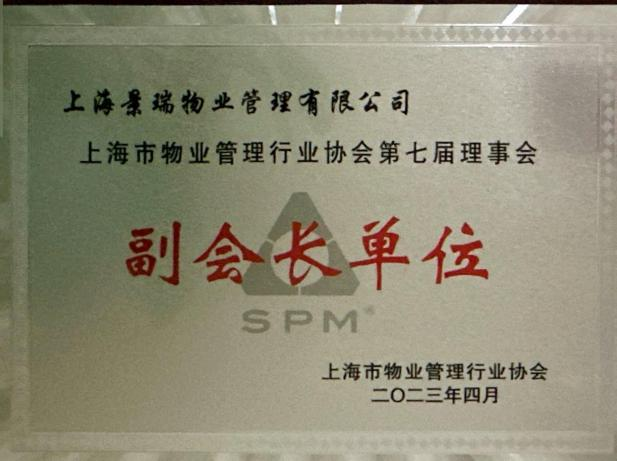 上海景瑞物业管理有限公司
上海市物业管理行业协会第七届理事会
副会长单位
SPM®
上海市物业管理行业协会
二〇二三年四月